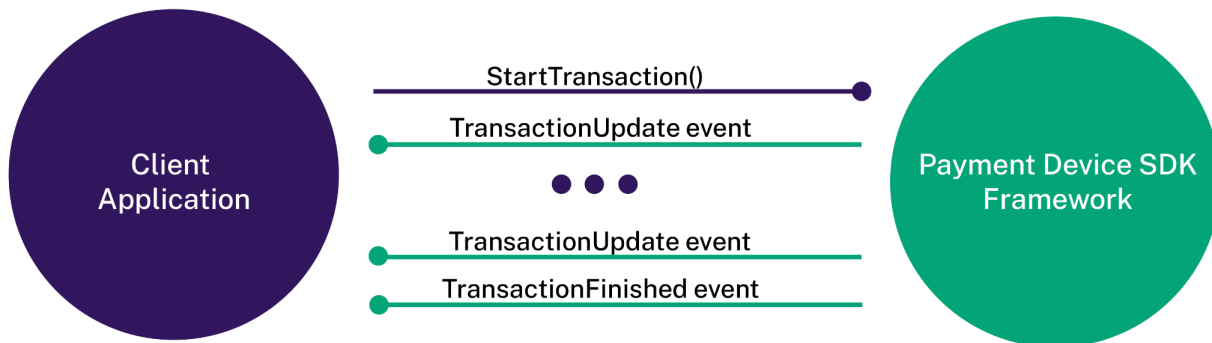 StartTransaction()
TransactionUpdate event
Client
Application
Payment Device SDK
Framework
TransactionUpdate event
TransactionFinished event